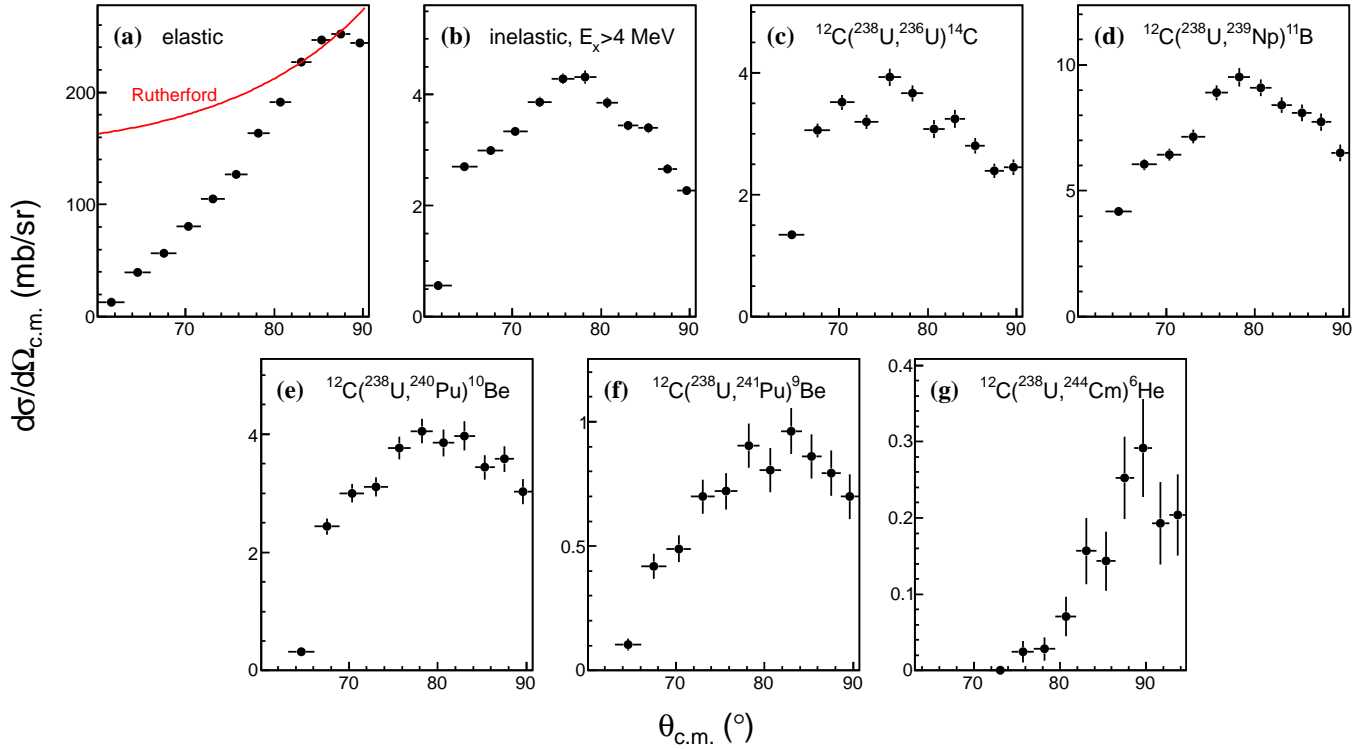 dσ/dΩc.m. (mb/sr)
(a) elastic
Rutherford
0 100 200
70 80 90
(b) inelastic, Ex>4 MeV
0 2 4
70 80 90
(c) ¹²C(²³⁸U,²³⁶U)¹⁴C
0 2 4
70 80 90
(d) ¹²C(²³⁸U,²³⁹Np)¹¹B
0 5 10
70 80 90
(e) ¹²C(²³⁸U,²⁴⁰Pu)¹⁰Be
0 2 4
70 80 90
(f) ¹²C(²³⁸U,²⁴¹Pu)⁹Be
0 0.5 1
70 80 90
(g) ¹²C(²³⁸U,²⁴⁴Cm)⁶He
0 0.1 0.2 0.3 0.4
70 80 90
θc.m. (°)